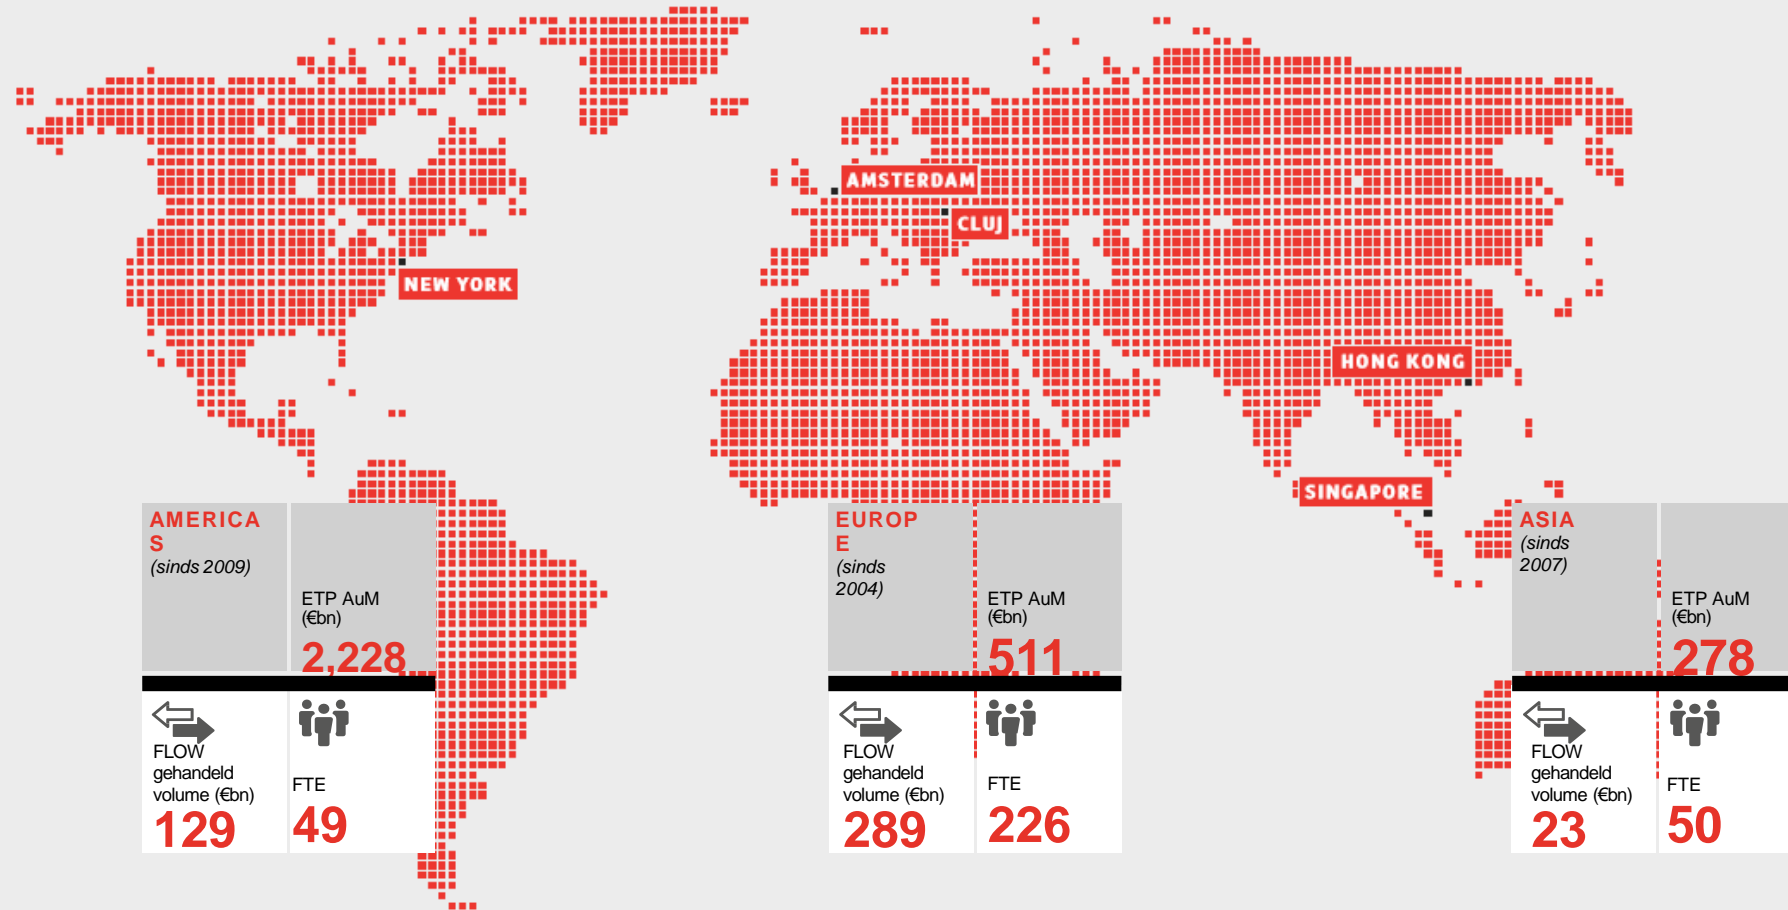 AMSTERDAM
CLUJ
NEW YORK
HONG KONG
SINGAPORE
AMERICA
S
(sinds 2009)
ETP AuM
(€bn)
2,228
FLOW
gehandeld
volume (€bn)
129
FTE
49
EUROP
E
(sinds
2004)
ETP AuM
(€bn)
511
FLOW
gehandeld
volume (€bn)
289
FTE
226
ASIA
(sinds
2007)
ETP AuM
(€bn)
278
FLOW
gehandeld
volume (€bn)
23
FTE
50